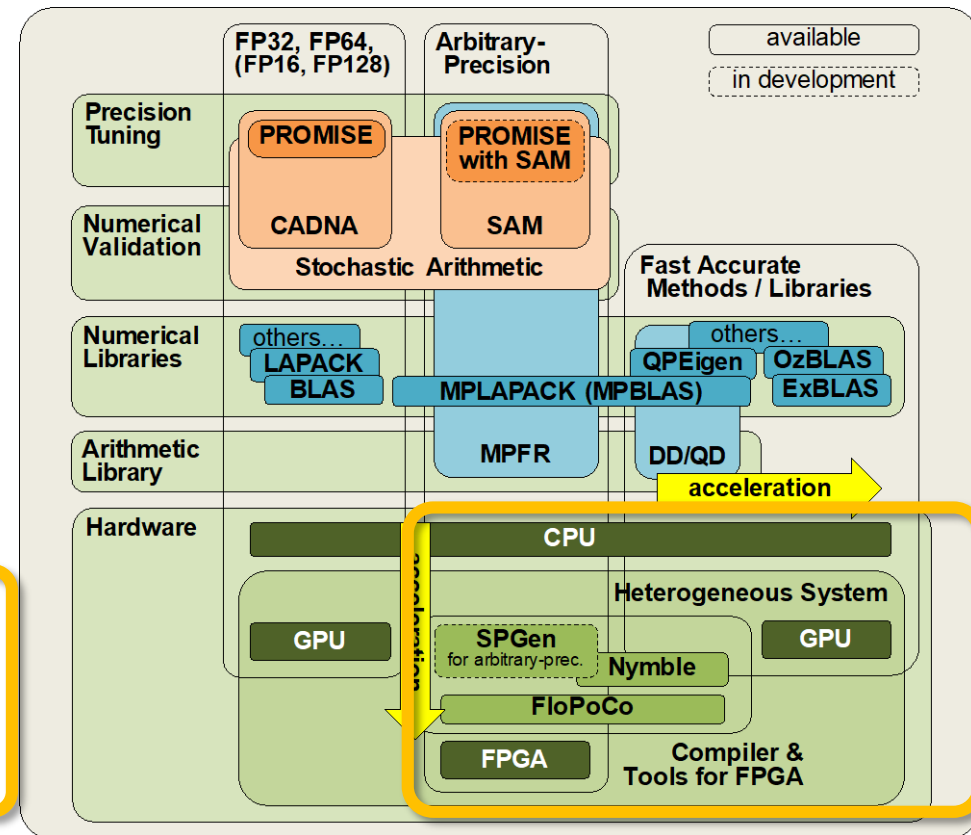 FP32, FP64,
(FP16, FP128)
Arbitrary-
Precision
available
in development
Precision
Tuning
PROMISE
PROMISE
with SAM
CADNA
SAM
Numerical
Validation
Stochastic Arithmetic
Fast Accurate
Methods / Libraries
Numerical
Libraries
others…
LAPACK
BLAS
MPLAPACK (MPBLAS)
others…
QPEigen
OzBLAS
ExBLAS
Arithmetic
Library
MPFR
DD/QD
acceleration
Hardware
CPU
acceleration
Heterogeneous System
GPU
SPGen
for arbitrary-prec.
Nymble
GPU
FloPoCo
FPGA
Compiler &
Tools for FPGA